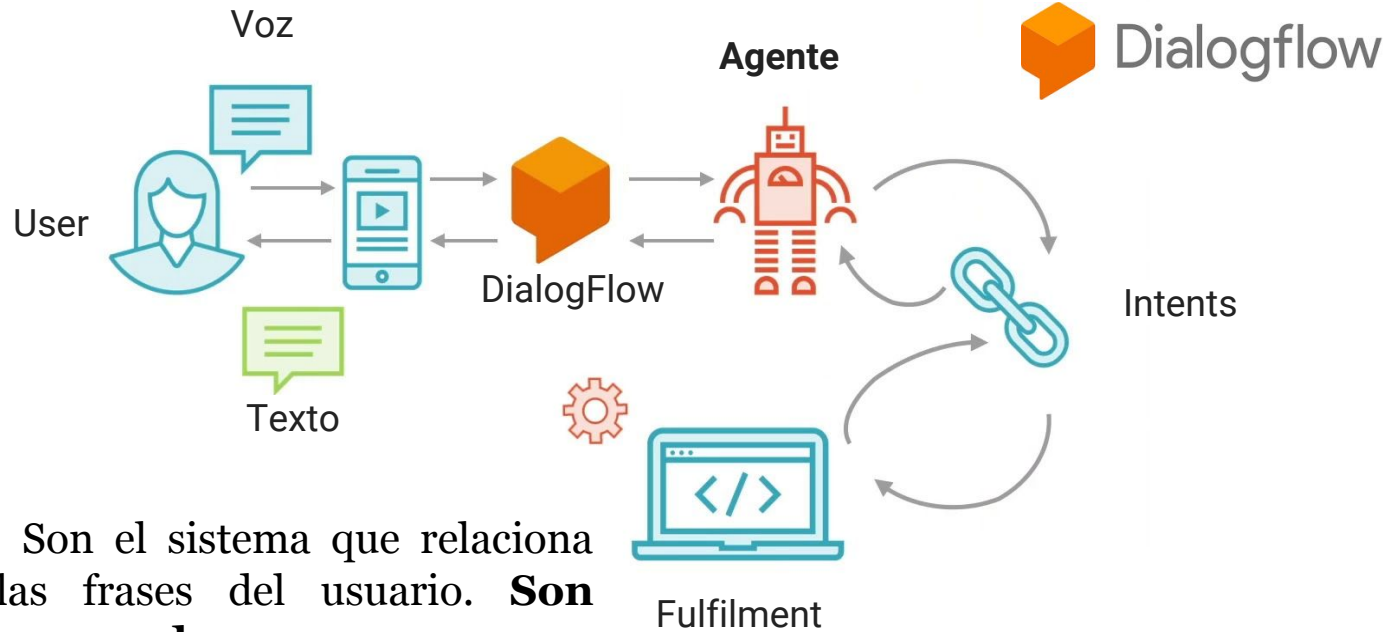 Voz
Agente
Dialogflow
User
DialogFlow
Intents
Texto
</>
Son el sistema que relaciona
las frases del usuario. Son
Fulfilment